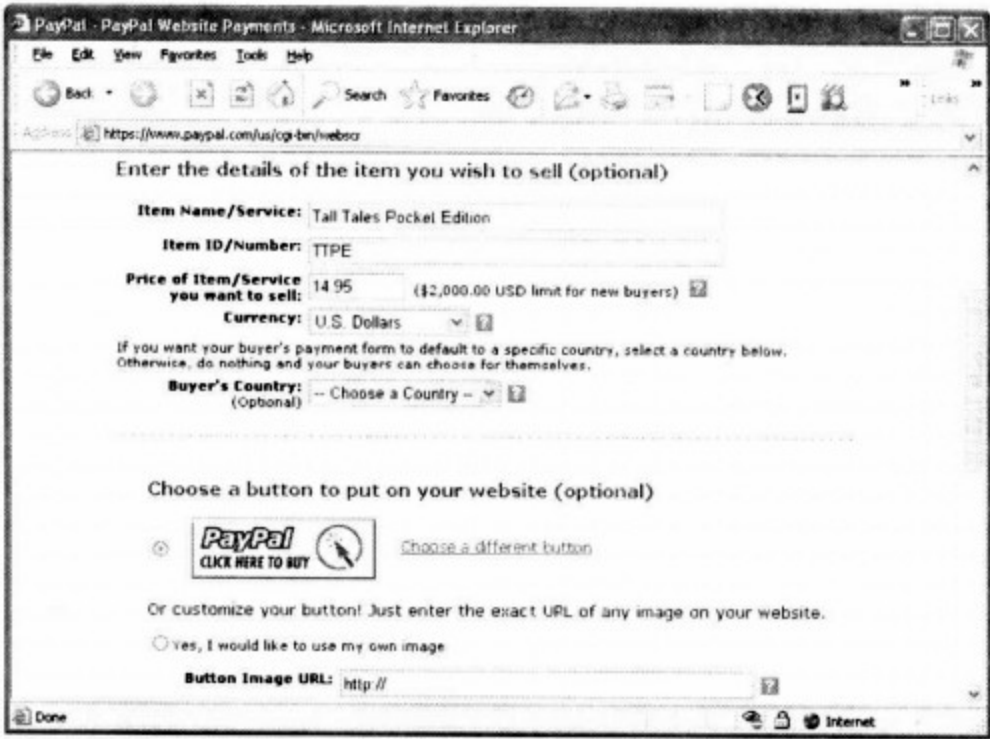 PayPal - PayPal Website Payments - Microsoft Internet Explorer
File Edit View Favorites Tools Help
Back Search Favorites Links
Address https://www.paypal.com/us/cgi-bin/webscr
Enter the details of the item you wish to sell (optional)
Item Name/Service: Tall Tales Pocket Edition
Item ID/Number: TTPE
Price of Item/Service
you want to sell: 14.95 ($2,000.00 USD limit for new buyers) ?
Currency: U.S. Dollars ?
If you want your buyer's payment form to default to a specific country, select a country below.
Otherwise, do nothing and your buyers can choose for themselves.
Buyer's Country: -- Choose a Country -- ?
(Optional)
Choose a button to put on your website (optional)
PayPal
CLICK HERE TO BUY
Choose a different button
Or customize your button! Just enter the exact URL of any image on your website.
Yes, I would like to use my own image
Button Image URL: http:// ?
Done Internet